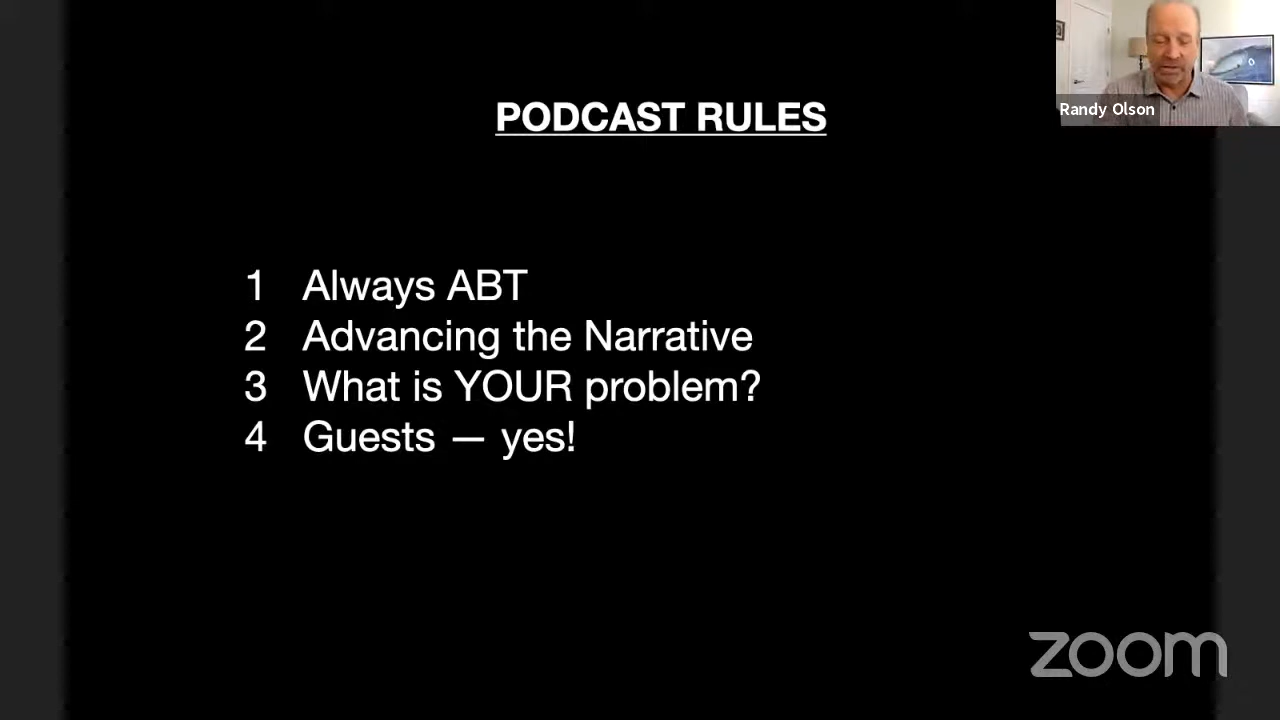 PODCAST RULES
Randy Olson
1 Always ABT
2 Advancing the Narrative
3 What is YOUR problem?
4 Guests — yes!
zoom